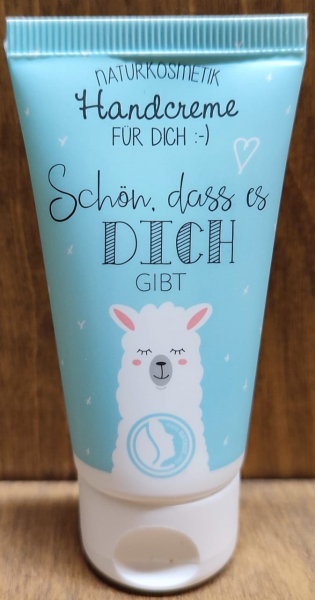 NATURKOSMETIK
Handcreme
FÜR DICH :-)
Schön, dass es
DICH
GIBT